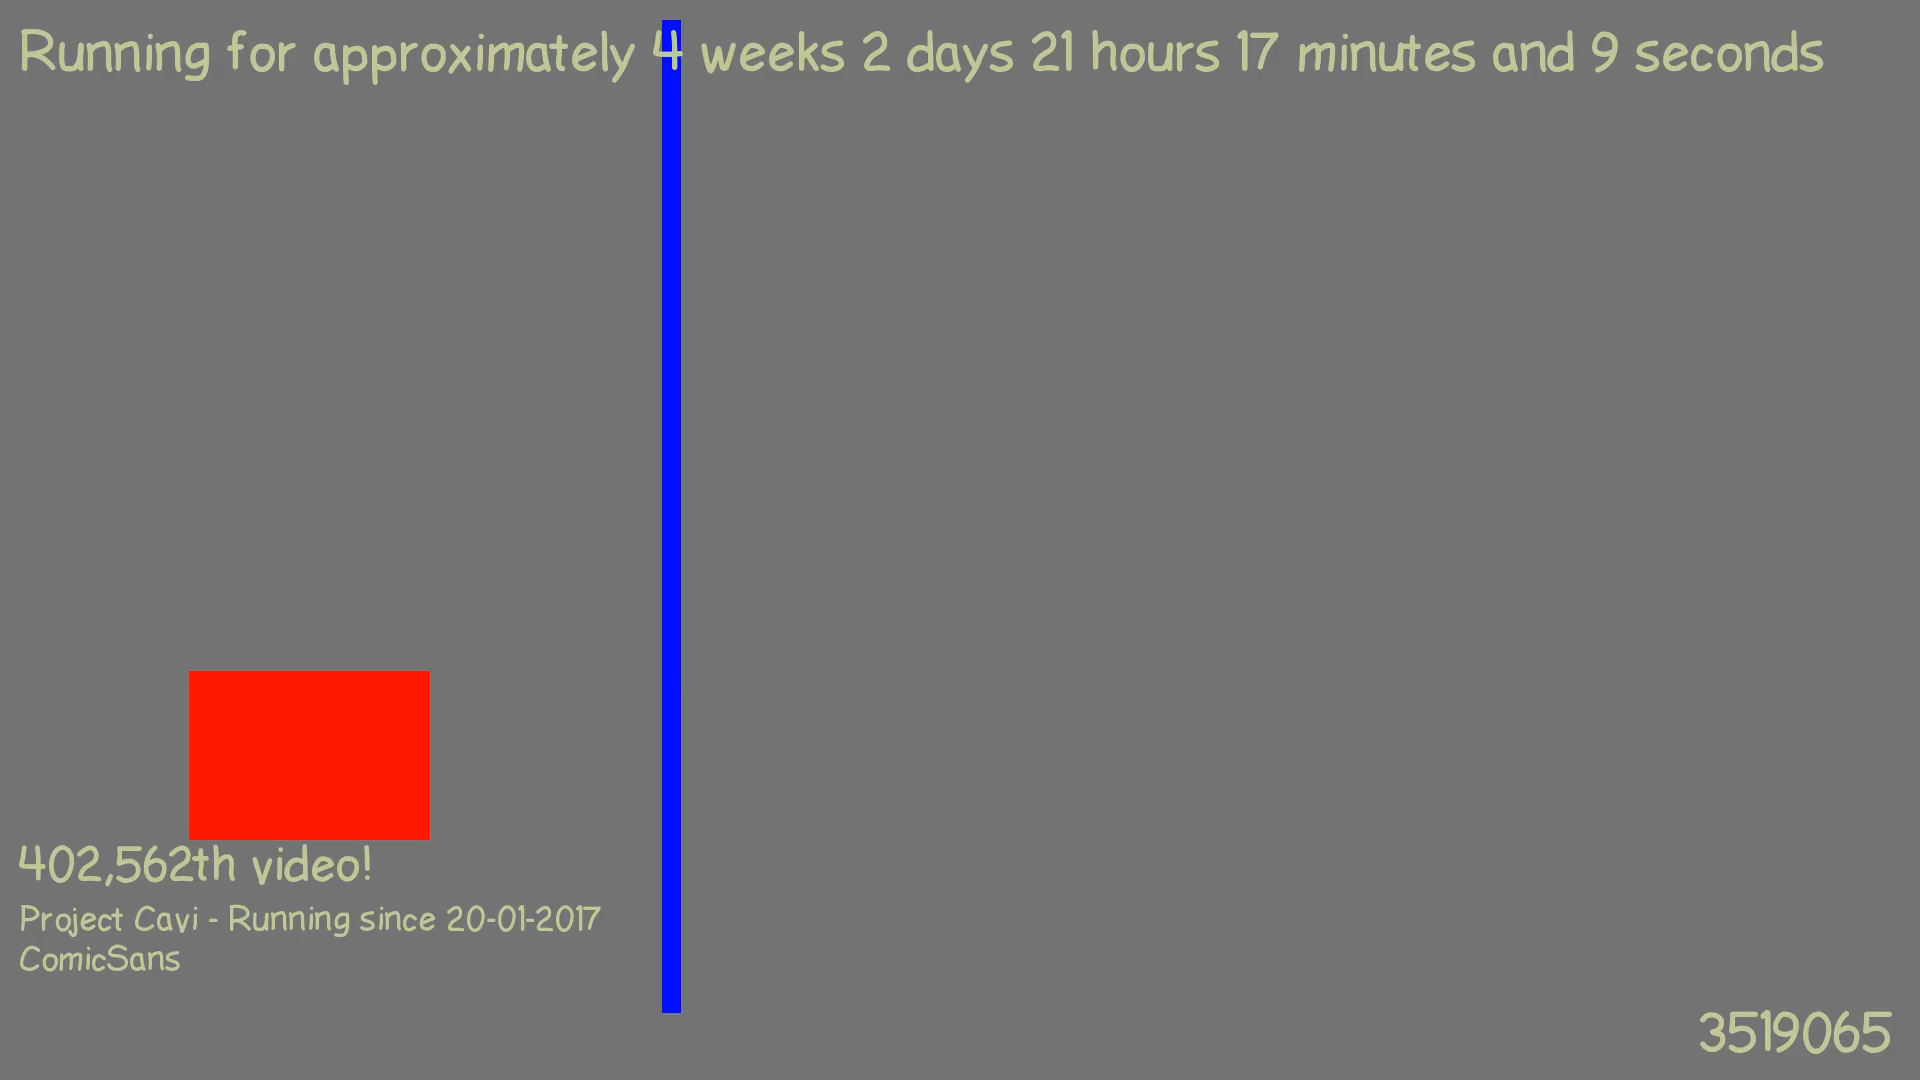 Running for approximately 4 weeks 2 days 21 hours 17 minutes and 9 seconds
402,562th video!
Project Cavi - Running since 20-01-2017
ComicSans
3519065